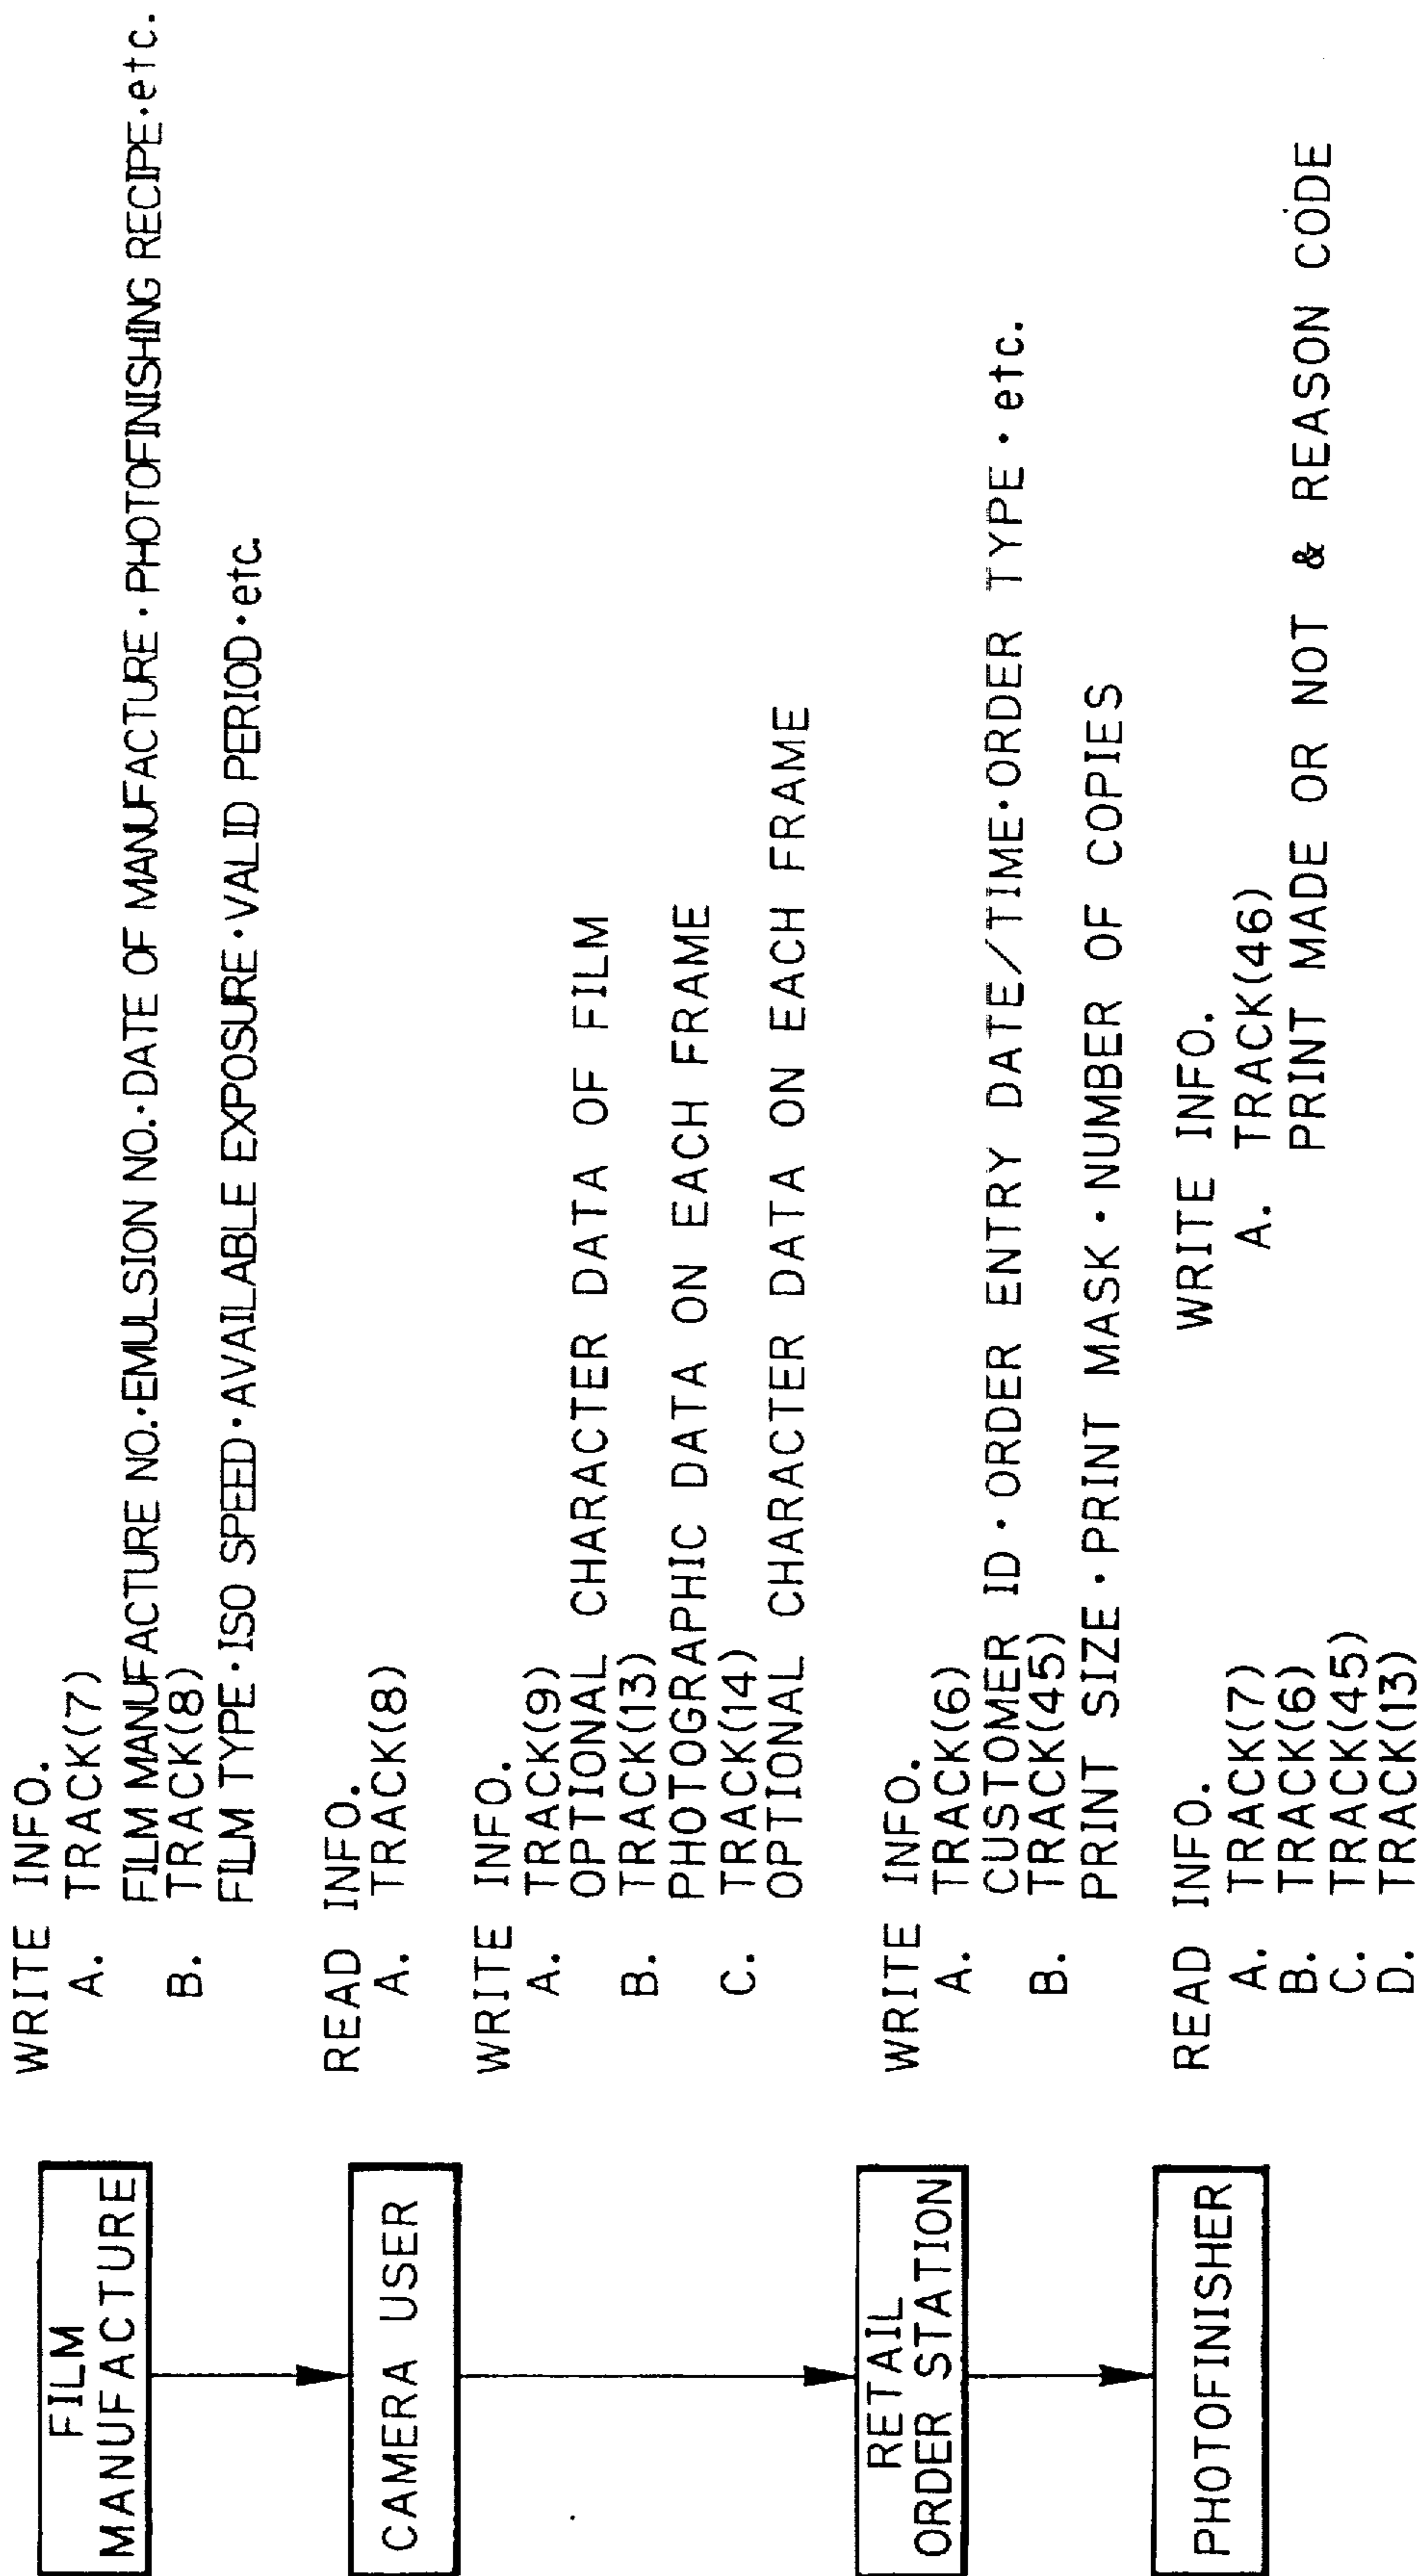 FILM
MANUFACTURE
WRITE INFO.
A. TRACK(7)
FILM MANUFACTURE NO.·EMULSION NO.·DATE OF MANUFACTURE·PHOTOFINISHING RECIPE·etc.
B. TRACK(8)
FILM TYPE·ISO SPEED·AVAILABLE EXPOSURE·VALID PERIOD·etc.
CAMERA USER
READ INFO.
A. TRACK(8)
WRITE INFO.
A. TRACK(9)
OPTIONAL CHARACTER DATA OF FILM
B. TRACK(13)
PHOTOGRAPHIC DATA ON EACH FRAME
C. TRACK(14)
OPTIONAL CHARACTER DATA ON EACH FRAME
RETAIL
ORDER STATION
WRITE INFO.
A. TRACK(6)
CUSTOMER ID·ORDER ENTRY DATE/TIME·ORDER TYPE·etc.
B. TRACK(45)
PRINT SIZE·PRINT MASK·NUMBER OF COPIES
PHOTOFINISHER
READ INFO.
A. TRACK(7)
B. TRACK(6)
C. TRACK(45)
D. TRACK(13)
WRITE INFO.
A. TRACK(46)
PRINT MADE OR NOT & REASON CODE